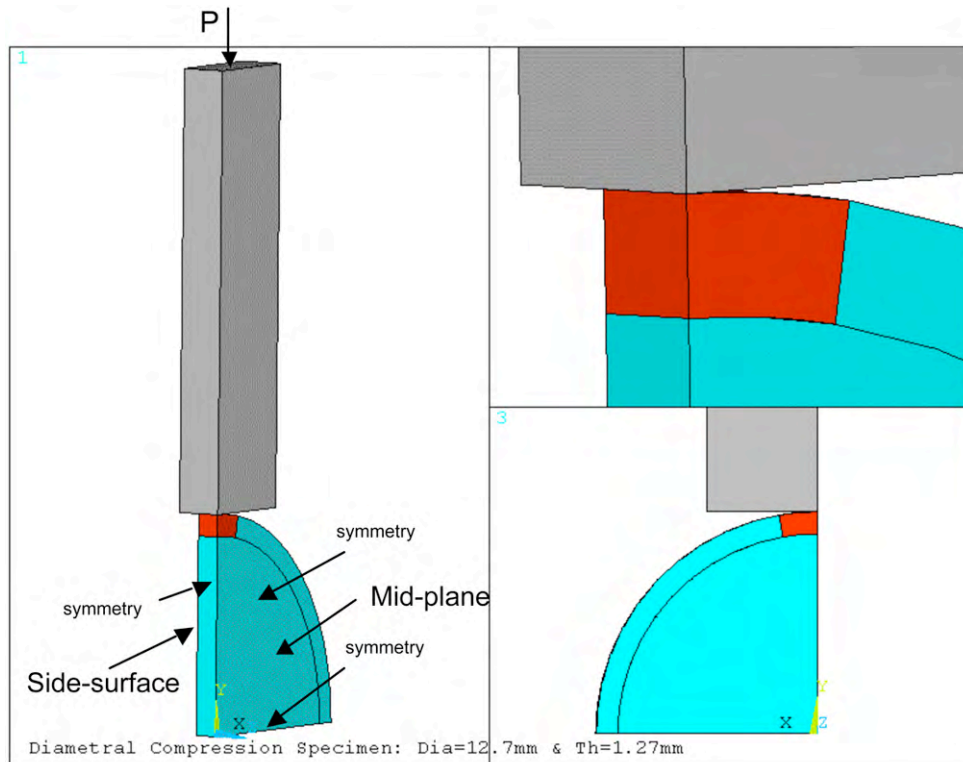 P
1
symmetry
symmetry
Mid-plane
symmetry
Side-surface
Y
X
3
Y
X
Z
Diametral Compression Specimen: Dia=12.7mm & Th=1.27mm